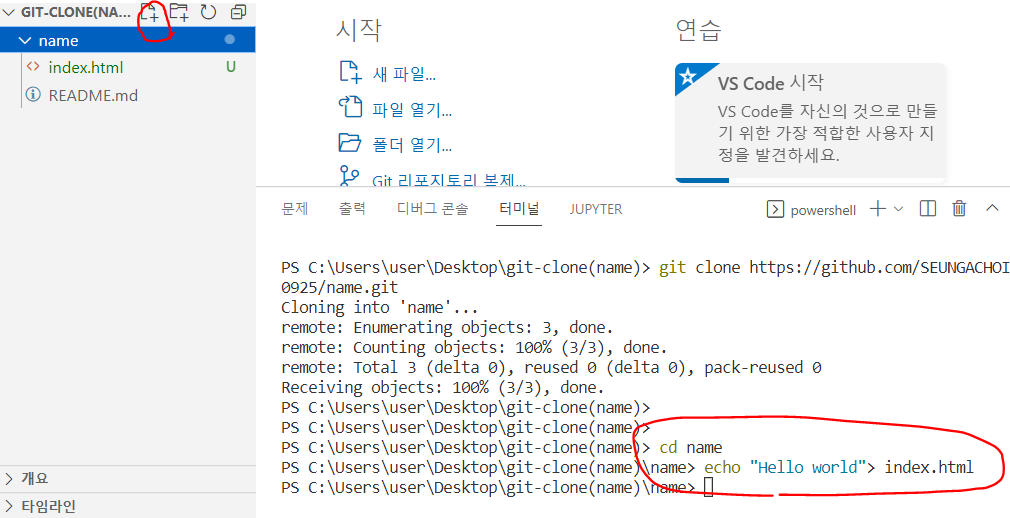 GIT-CLONE(NA...
name
index.html U
README.md
개요
타임라인
시작
새 파일...
파일 열기...
폴더 열기...
Git 리포지토리 복제...
연습
VS Code 시작
VS Code를 자신의 것으로 만들
기 위한 가장 적합한 사용자 지
정을 발견하세요.
문제 출력 디버그 콘솔 터미널 JUPYTER powershell
PS C:\Users\user\Desktop\git-clone(name)> git clone https://github.com/SEUNGACHOI
0925/name.git
Cloning into 'name'...
remote: Enumerating objects: 3, done.
remote: Counting objects: 100% (3/3), done.
remote: Total 3 (delta 0), reused 0 (delta 0), pack-reused 0
Receiving objects: 100% (3/3), done.
PS C:\Users\user\Desktop\git-clone(name)>
PS C:\Users\user\Desktop\git-clone(name)>
PS C:\Users\user\Desktop\git-clone(name)> cd name
PS C:\Users\user\Desktop\git-clone(name)\name> echo "Hello world"> index.html
PS C:\Users\user\Desktop\git-clone(name)\name>